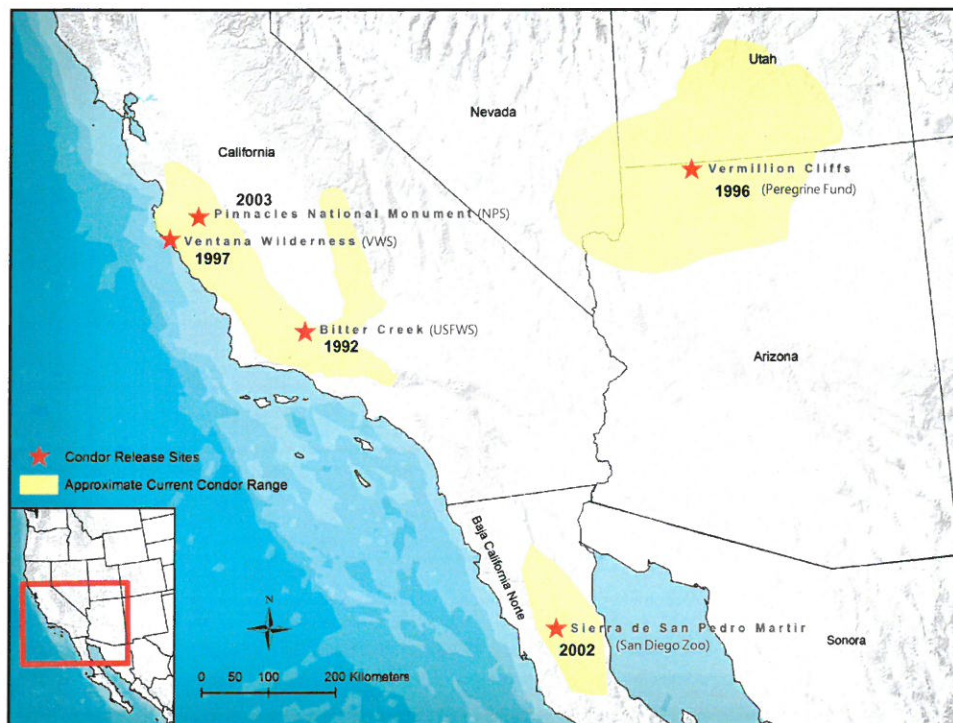 Utah
Nevada
California
Vermillion Cliffs
1996 (Peregrine Fund)
2003
Pinnacles National Monument (NPS)
Ventana Wilderness (VWS)
1997
Bitter Creek (USFWS)
1992
Arizona
Condor Release Sites
Approximate Current Condor Range
Baja California Norte
N
Sierra de San Pedro Martir
2002 (San Diego Zoo)
Sonora
0 50 100 200 Kilometers